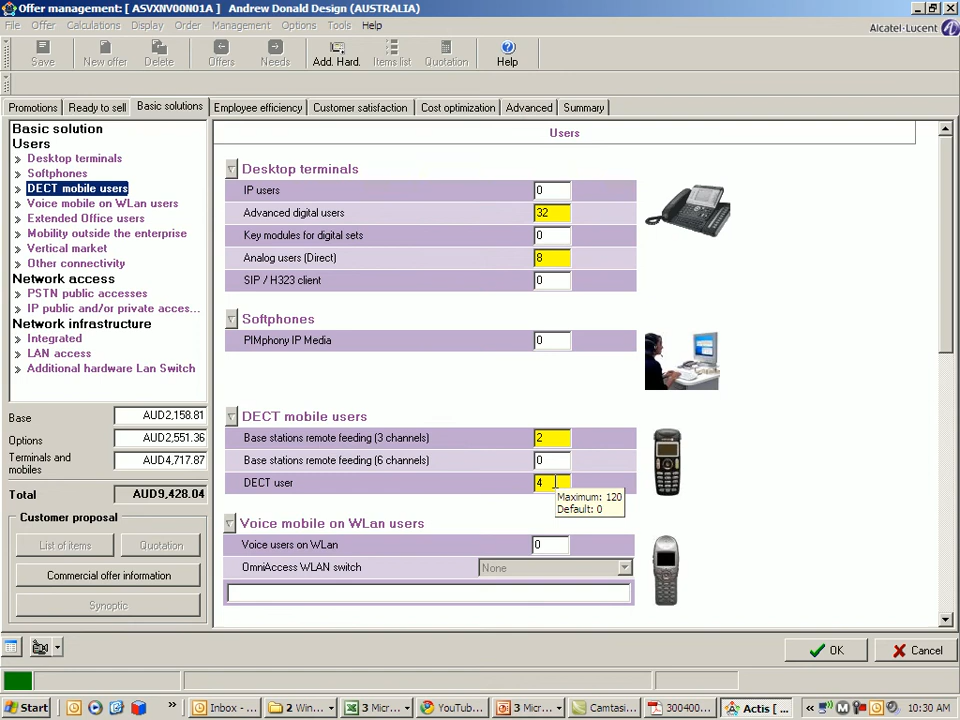 Offer management: [ ASVXNV00N01A ] Andrew Donald Design (AUSTRALIA)
File Offer Calculations Display Order Management Options Tools Help
Alcatel-Lucent
Save New offer Delete Offers Needs Add. Hard. Items list Quotation Help
Promotions Ready to sell Basic solutions Employee efficiency Customer satisfaction Cost optimization Advanced Summary
Basic solution
Users
Desktop terminals
Softphones
DECT mobile users
Voice mobile on WLan users
Extended Office users
Mobility outside the enterprise
Vertical market
Other connectivity
Network access
PSTN public accesses
IP public and/or private acces...
Network infrastructure
Integrated
LAN access
Additional hardware Lan Switch
Base AUD2,158.81
Options AUD2,551.36
Terminals and mobiles AUD4,717.87
Total AUD9,428.04
Customer proposal
List of items Quotation
Commercial offer information
Synoptic
Users
Desktop terminals
IP users 0
Advanced digital users 32
Key modules for digital sets 0
Analog users (Direct) 8
SIP / H323 client 0
Softphones
PIMphony IP Media 0
DECT mobile users
Base stations remote feeding (3 channels) 2
Base stations remote feeding (6 channels) 0
DECT user 4
Maximum: 120
Default: 0
Voice mobile on WLan users
Voice users on WLan 0
OmniAccess WLAN switch None
OK Cancel
Start Inbox - ... 2 Win... 3 Micr... YouTub... 3 Micr... Camtasi... 300400... Actis [ ... 10:30 AM